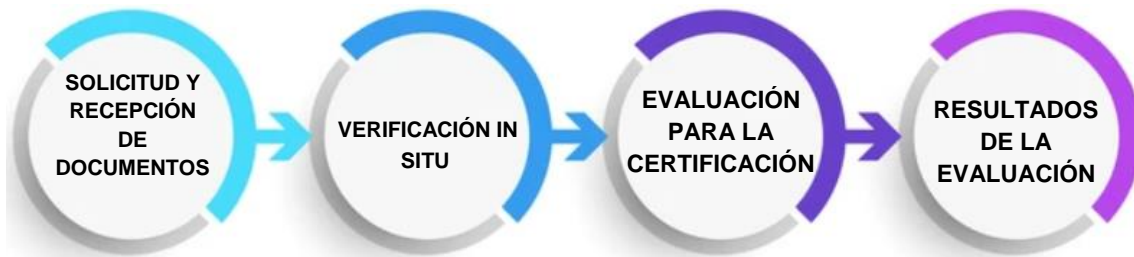 SOLICITUD Y
RECEPCIÓN
DE
DOCUMENTOS
VERIFICACIÓN IN
SITU
EVALUACIÓN
PARA LA
CERTIFICACIÓN
RESULTADOS
DE LA
EVALUACIÓN